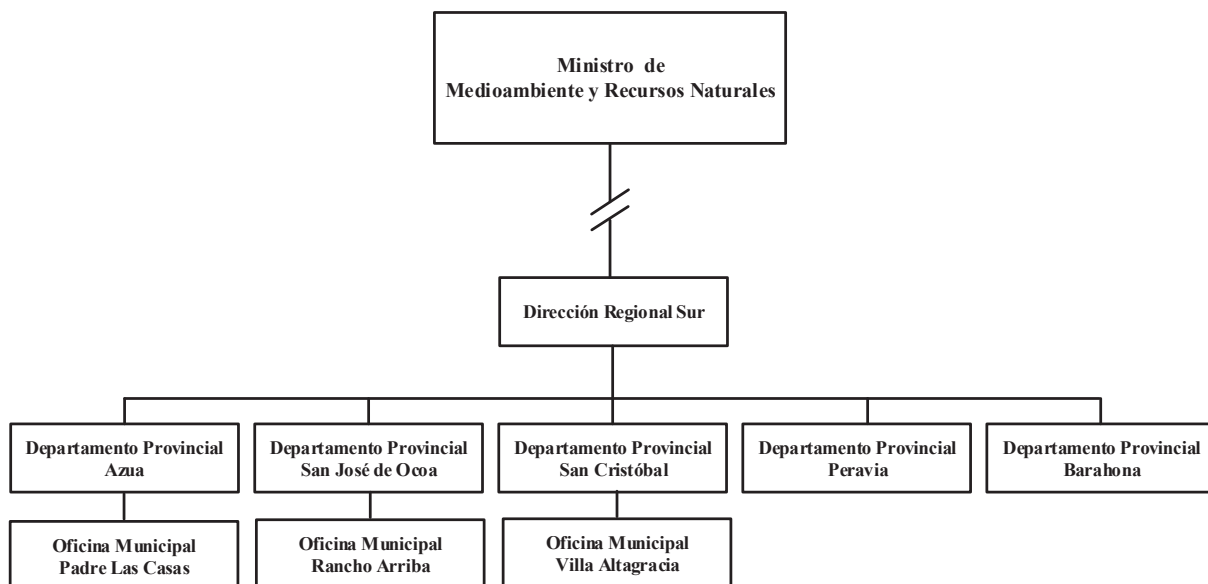 Ministro de
Medioambiente y Recursos Naturales
Dirección Regional Sur
Departamento Provincial
Azua
Departamento Provincial
San José de Ocoa
Departamento Provincial
San Cristóbal
Departamento Provincial
Peravia
Departamento Provincial
Barahona
Oficina Municipal
Padre Las Casas
Oficina Municipal
Rancho Arriba
Oficina Municipal
Villa Altagracia